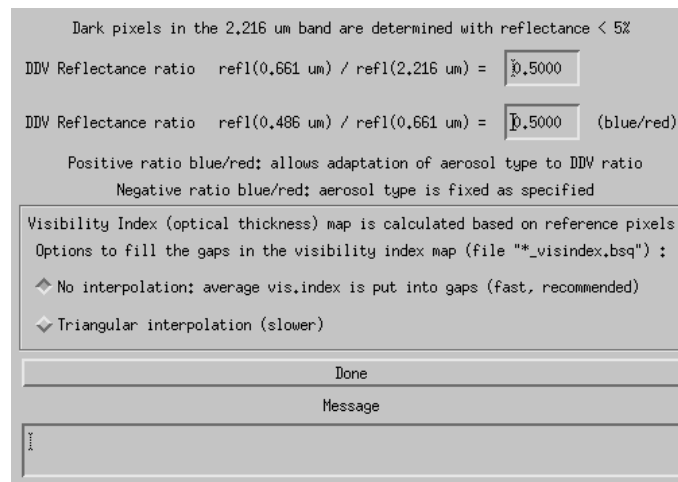 Dark pixels in the 2.216 um band are determined with reflectance < 5%
DDV Reflectance ratio refl(0.661 um) / refl(2.216 um) = 0.5000
DDV Reflectance ratio refl(0.486 um) / refl(0.661 um) = 0.5000 (blue/red)
Positive ratio blue/red: allows adaptation of aerosol type to DDV ratio
Negative ratio blue/red: aerosol type is fixed as specified
Visibility Index (optical thickness) map is calculated based on reference pixels
Options to fill the gaps in the visibility index map (file "*_visindex.bsq") :
No interpolation: average vis.index is put into gaps (fast, recommended)
Triangular interpolation (slower)
Done
Message